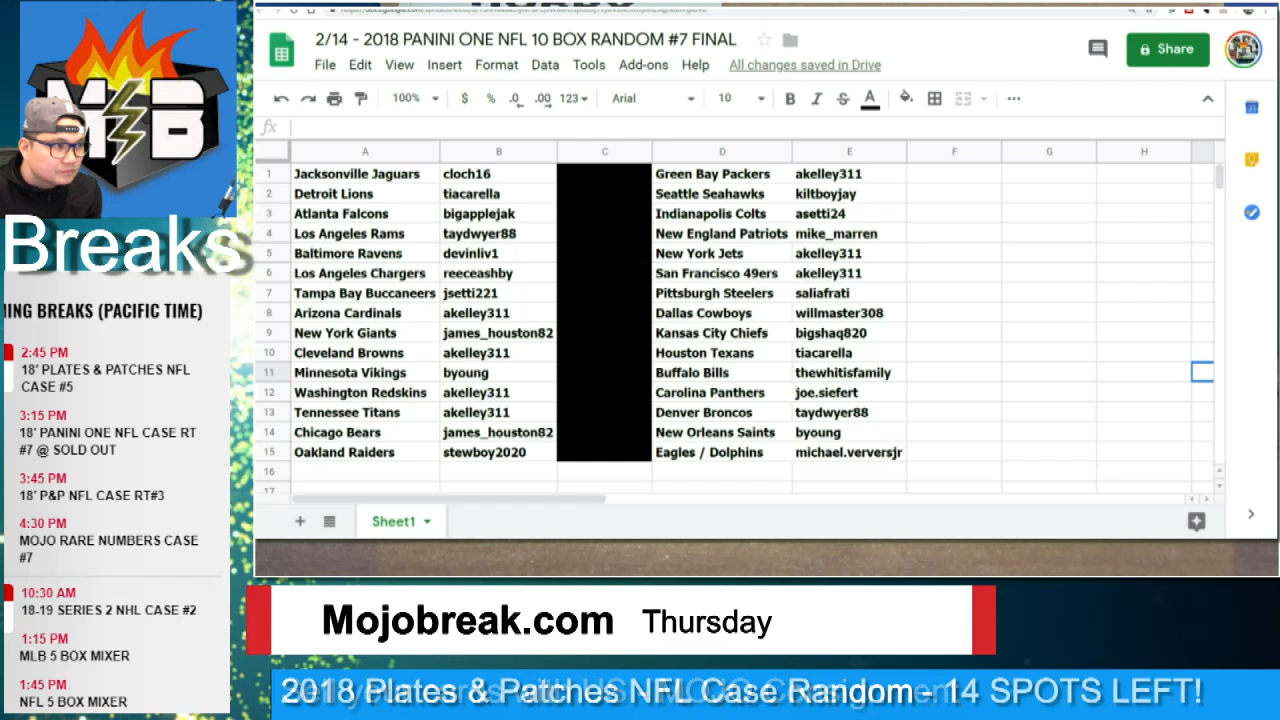 2/14 - 2018 PANINI ONE NFL 10 BOX RANDOM #7 FINAL
Share
File Edit View Insert Format Data Tools Add-ons Help All changes saved in Drive
100% $ % .0 .00 123 Arial 10 B I S A
fx
A B C D E F G H
1 Jacksonville Jaguars cloch16 Green Bay Packers akelley311
2 Detroit Lions tiacarella Seattle Seahawks kiltboyjay
3 Atlanta Falcons bigapplejak Indianapolis Colts asetti24
4 Los Angeles Rams taydwyer88 New England Patriots mike_marren
5 Baltimore Ravens devinliv1 New York Jets akelley311
6 Los Angeles Chargers reeceashby San Francisco 49ers akelley311
7 Tampa Bay Buccaneers jsetti221 Pittsburgh Steelers saliafrati
8 Arizona Cardinals akelley311 Dallas Cowboys willmaster308
9 New York Giants james_houston82 Kansas City Chiefs bigshaq820
10 Cleveland Browns akelley311 Houston Texans tiacarella
11 Minnesota Vikings byoung Buffalo Bills thewhitisfamily
12 Washington Redskins akelley311 Carolina Panthers joe.siefert
13 Tennessee Titans akelley311 Denver Broncos taydwyer88
14 Chicago Bears james_houston82 New Orleans Saints byoung
15 Oakland Raiders stewboy2020 Eagles / Dolphins michael.verversjr
16
17
Sheet1
M B
Breaks
ING BREAKS (PACIFIC TIME)
2:45 PM
18' PLATES & PATCHES NFL
CASE #5
3:15 PM
18' PANINI ONE NFL CASE RT
#7 @ SOLD OUT
3:45 PM
18' P&P NFL CASE RT#3
4:30 PM
MOJO RARE NUMBERS CASE
#7
10:30 AM
18-19 SERIES 2 NHL CASE #2
1:15 PM
MLB 5 BOX MIXER
1:45 PM
NFL 5 BOX MIXER
Mojobreak.com Thursday
2018 Plates & Patches NFL Case Random - 14 SPOTS LEFT!